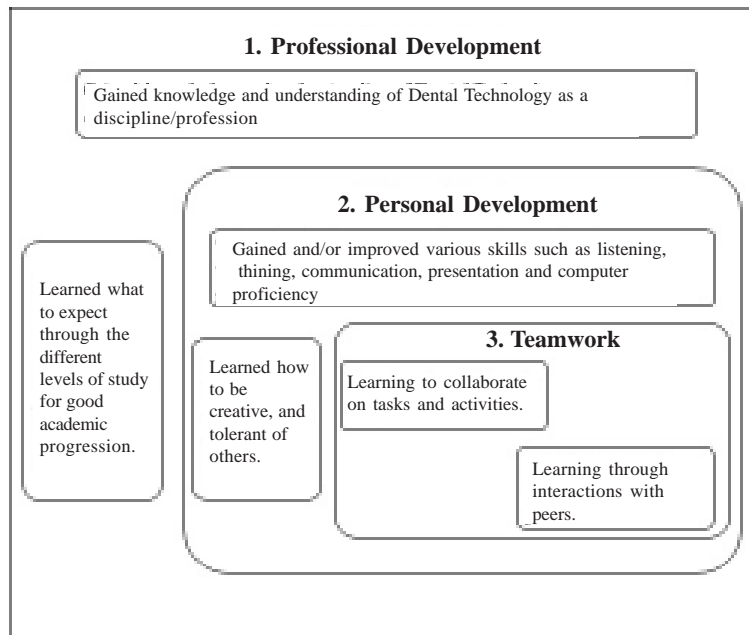 1. Professional Development
Gained knowledge and understanding of Dental Technology as a
discipline/profession
2. Personal Development
Gained and/or improved various skills such as listening,
thining, communication, presentation and computer
proficiency
Learned what
to expect
through the
different
levels of study
for good
academic
progression.
Learned how
to be
creative, and
tolerant of
others.
3. Teamwork
Learning to collaborate
on tasks and activities.
Learning through
interactions with
peers.